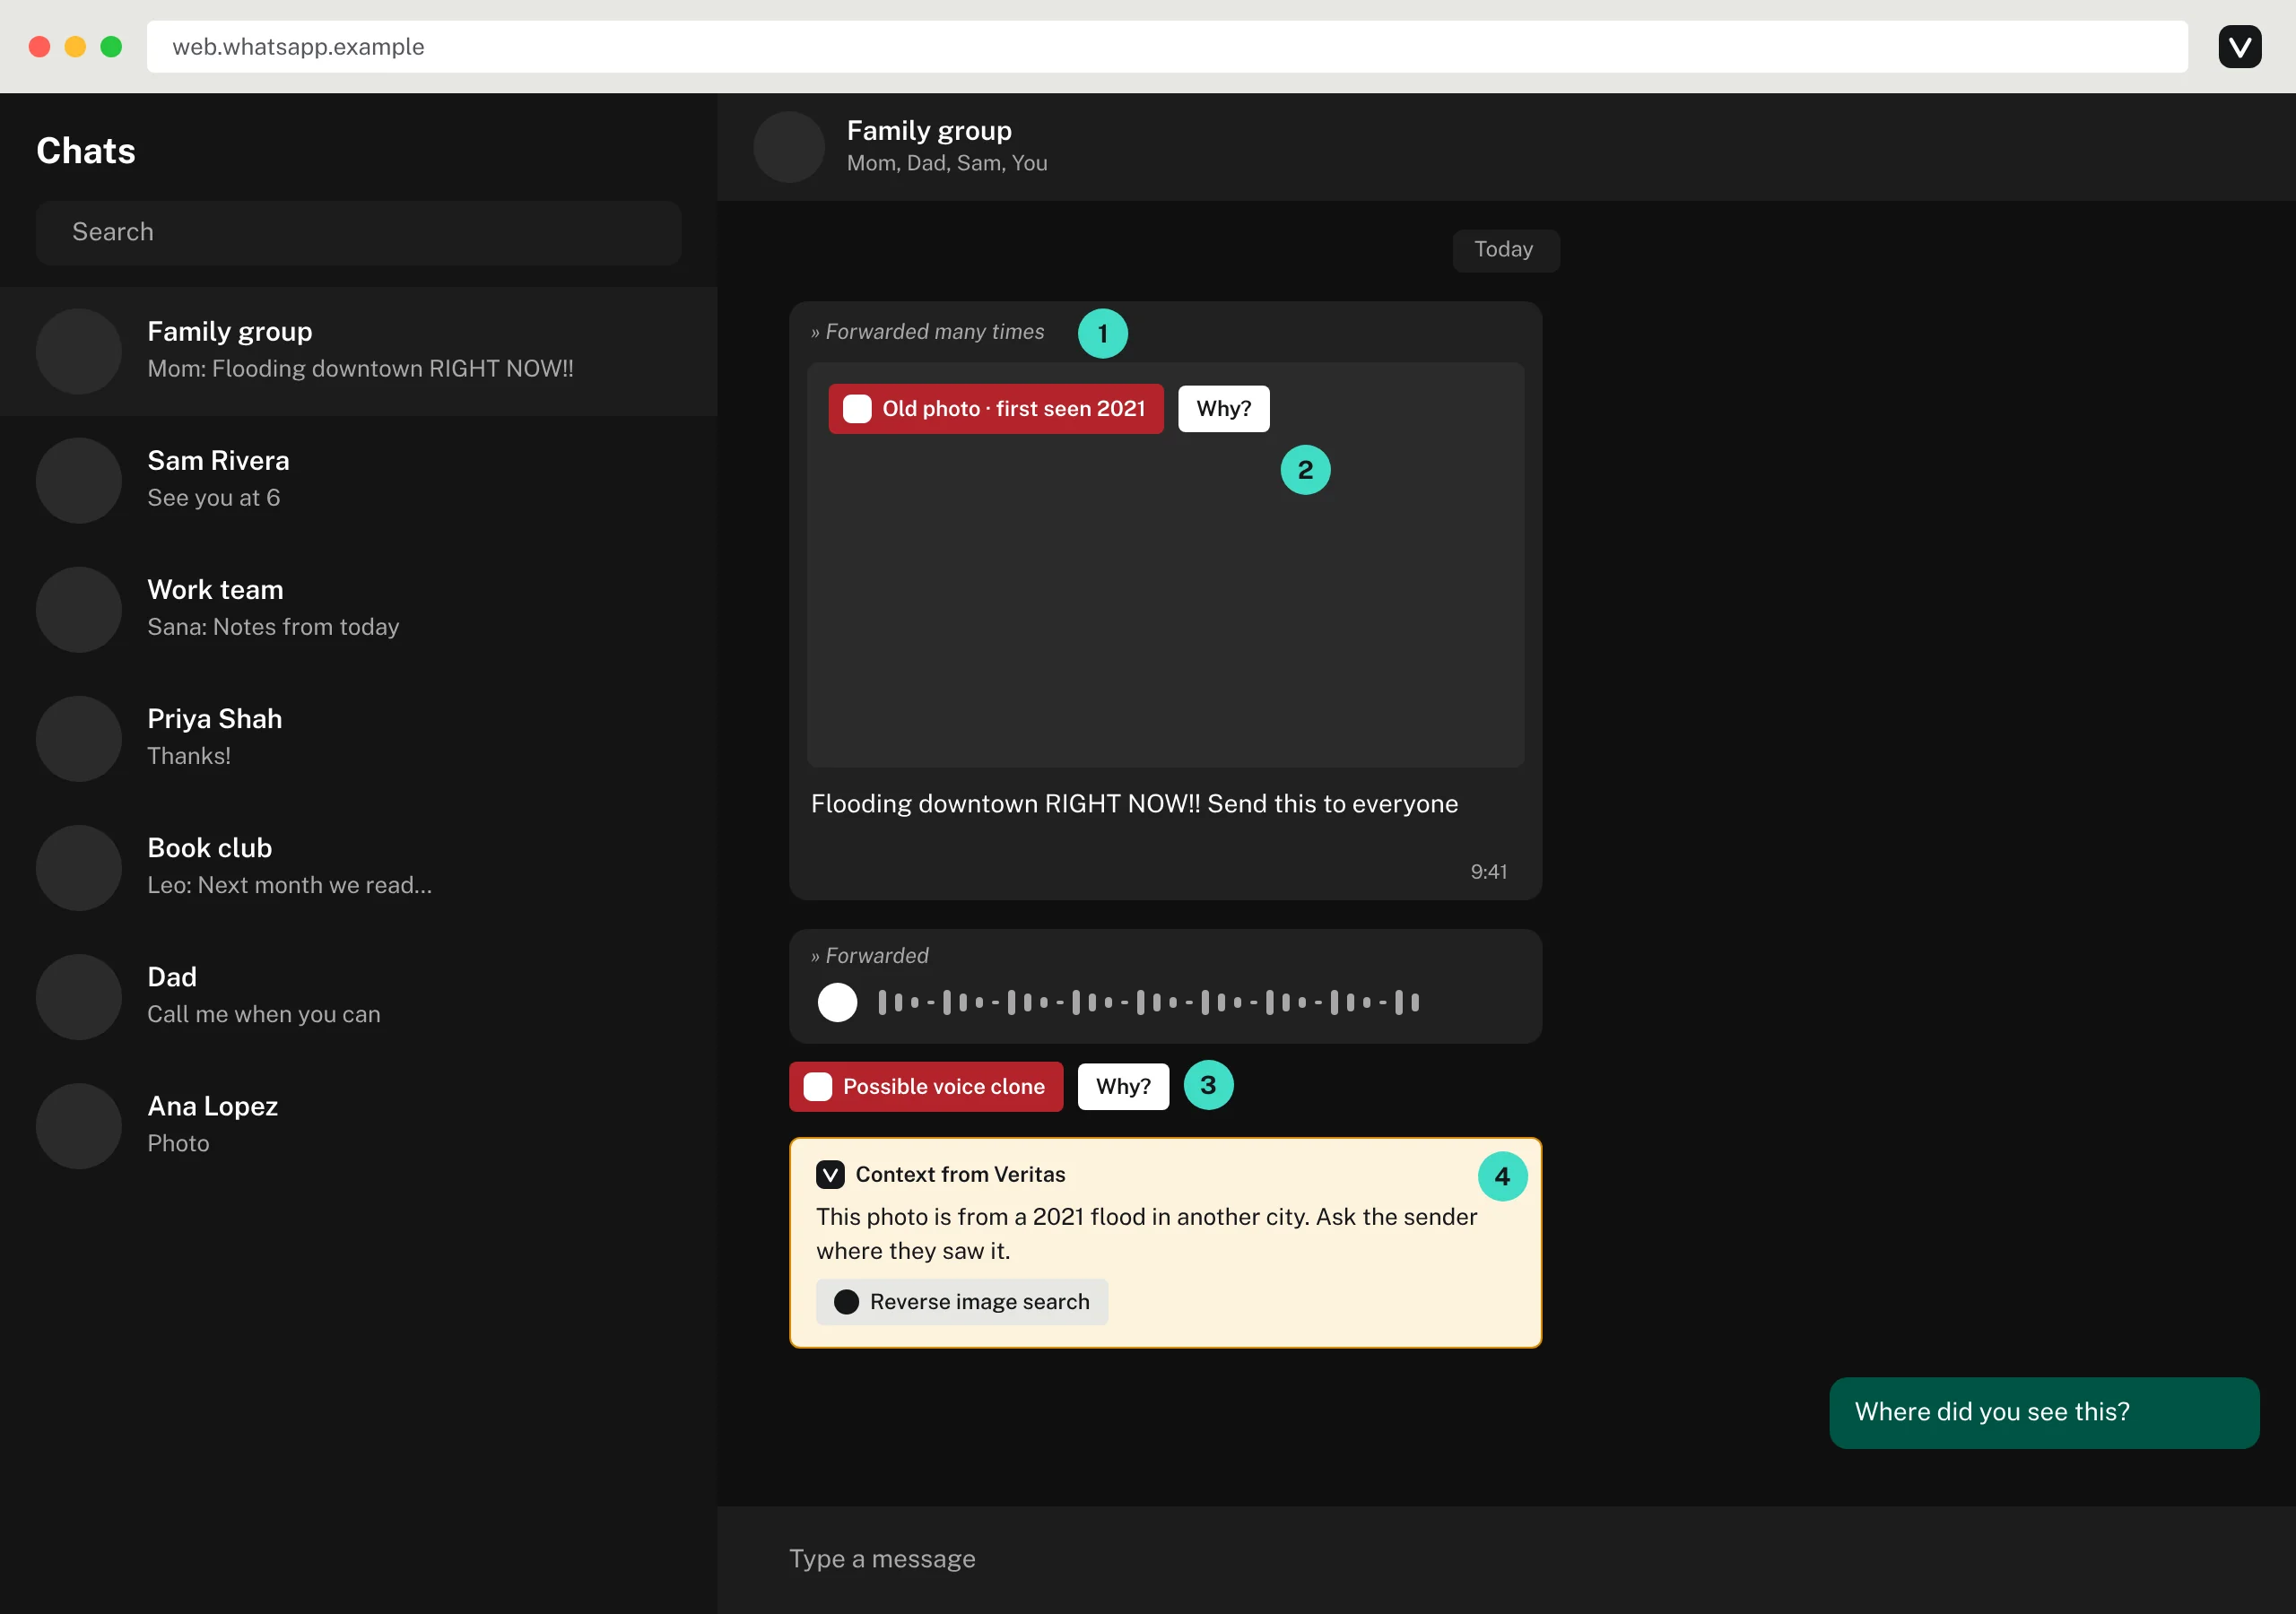 web.whatsapp.example
Chats
Search
Family group
Mom: Flooding downtown RIGHT NOW!!
Sam Rivera
See you at 6
Work team
Sana: Notes from today
Priya Shah
Thanks!
Book club
Leo: Next month we read...
Dad
Call me when you can
Ana Lopez
Photo
Family group
Mom, Dad, Sam, You
Today
» Forwarded many times
1
Old photo · first seen 2021
Why?
2
Flooding downtown RIGHT NOW!! Send this to everyone
9:41
» Forwarded
Possible voice clone
Why?
3
Context from Veritas
4
This photo is from a 2021 flood in another city. Ask the sender
where they saw it.
Reverse image search
Where did you see this?
Type a message